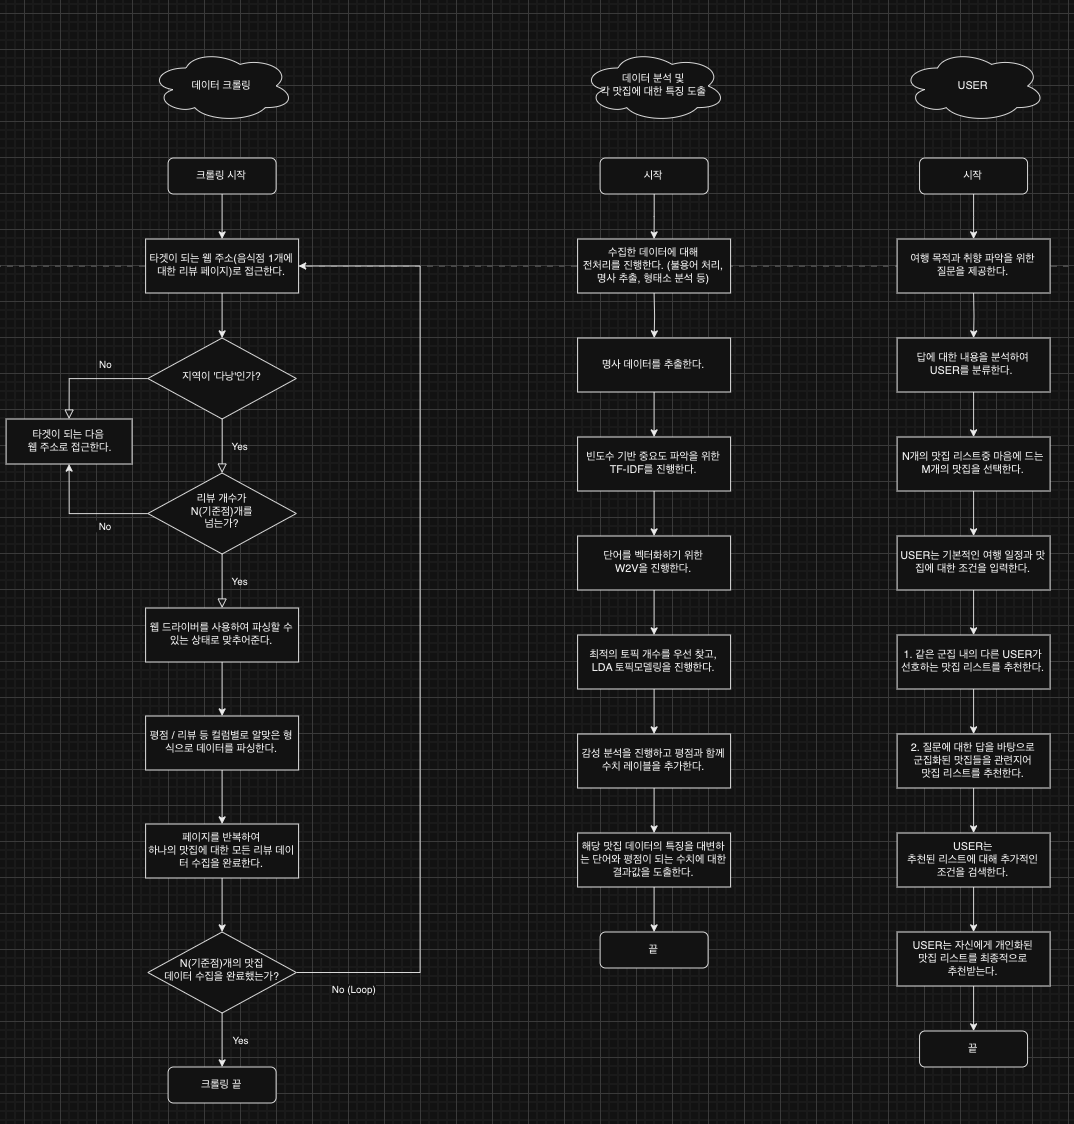 데이터 크롤링
크롤링 시작
타겟이 되는 웹 주소(음식점 1개에
대한 리뷰 페이지)로 접근한다.
지역이 '다낭'인가?
No
타겟이 되는 다음
웹 주소로 접근한다.
Yes
리뷰 개수가
N(기준점)개를
넘는가?
No
Yes
웹 드라이버를 사용하여 파싱할 수
있는 상태로 맞추어준다.
평점 / 리뷰 등 컬럼별로 알맞은 형
식으로 데이터를 파싱한다.
페이지를 반복하여
하나의 맛집에 대한 모든 리뷰 데이
터 수집을 완료한다.
N(기준점)개의 맛집
데이터 수집을 완료했는가?
No (Loop)
Yes
크롤링 끝
데이터 분석 및
각 맛집에 대한 특징 도출
시작
수집한 데이터에 대해
전처리를 진행한다. (불용어 처리,
명사 추출, 형태소 분석 등)
명사 데이터를 추출한다.
빈도수 기반 중요도 파악을 위한
TF-IDF를 진행한다.
단어를 벡터화하기 위한
W2V을 진행한다.
최적의 토픽 개수를 우선 찾고,
LDA 토픽모델링을 진행한다.
감성 분석을 진행하고 평점과 함께
수치 레이블을 추가한다.
해당 맛집 데이터의 특징을 대변하
는 단어와 평점이 되는 수치에 대한
결과값을 도출한다.
끝
USER
시작
여행 목적과 취향 파악을 위한
질문을 제공한다.
답에 대한 내용을 분석하여
USER를 분류한다.
N개의 맛집 리스트중 마음에 드는
M개의 맛집을 선택한다.
USER는 기본적인 여행 일정과 맛
집에 대한 조건을 입력한다.
1. 같은 군집 내의 다른 USER가
선호하는 맛집 리스트를 추천한다.
2. 질문에 대한 답을 바탕으로
군집화된 맛집들을 관련지어
맛집 리스트를 추천한다.
USER는
추천된 리스트에 대해 추가적인
조건을 검색한다.
USER는 자신에게 개인화된
맛집 리스트를 최종적으로
추천받는다.
끝